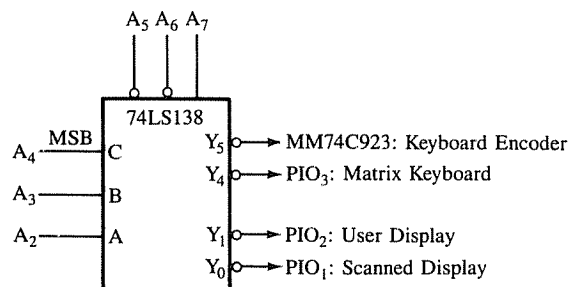 A5 A6 A7
74LS138
A4 MSB C
Y5 MM74C923: Keyboard Encoder
Y4 PIO3: Matrix Keyboard
A3 B
A2 A
Y1 PIO2: User Display
Y0 PIO1: Scanned Display